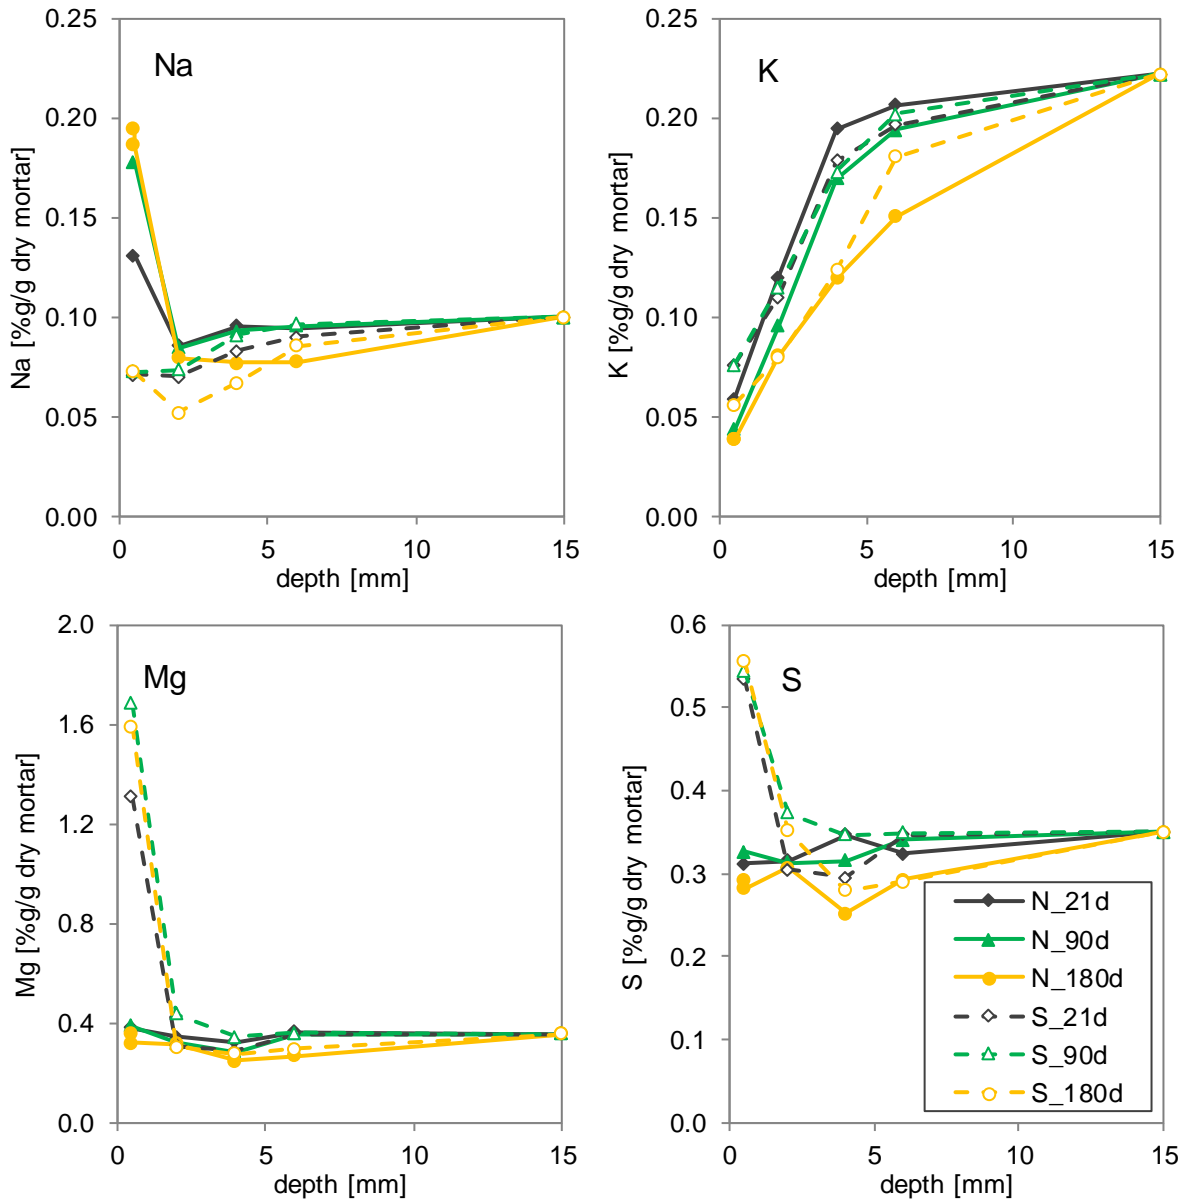 Na
Na [%g/g dry mortar]
0.25
0.20
0.15
0.10
0.05
0.00
0 5 10 15
depth [mm]
K
K [%g/g dry mortar]
0.25
0.20
0.15
0.10
0.05
0.00
0 5 10 15
depth [mm]
Mg
Mg [%g/g dry mortar]
2.0
1.6
1.2
0.8
0.4
0.0
0 5 10 15
depth [mm]
S
S [%g/g dry mortar]
0.6
0.5
0.4
0.3
0.2
0.1
0.0
0 5 10 15
depth [mm]
N_21d
N_90d
N_180d
S_21d
S_90d
S_180d